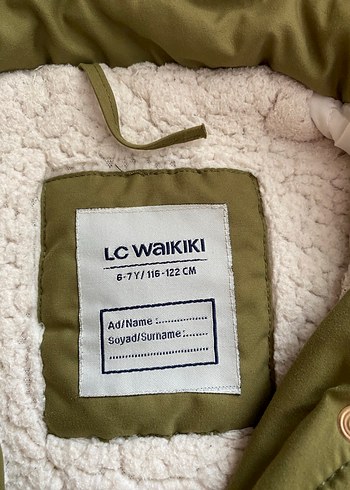 LC WAIKIKI
6-7 Y/ 116-122 CM
Ad/Name :................
Soyad/Surname:.......
............................